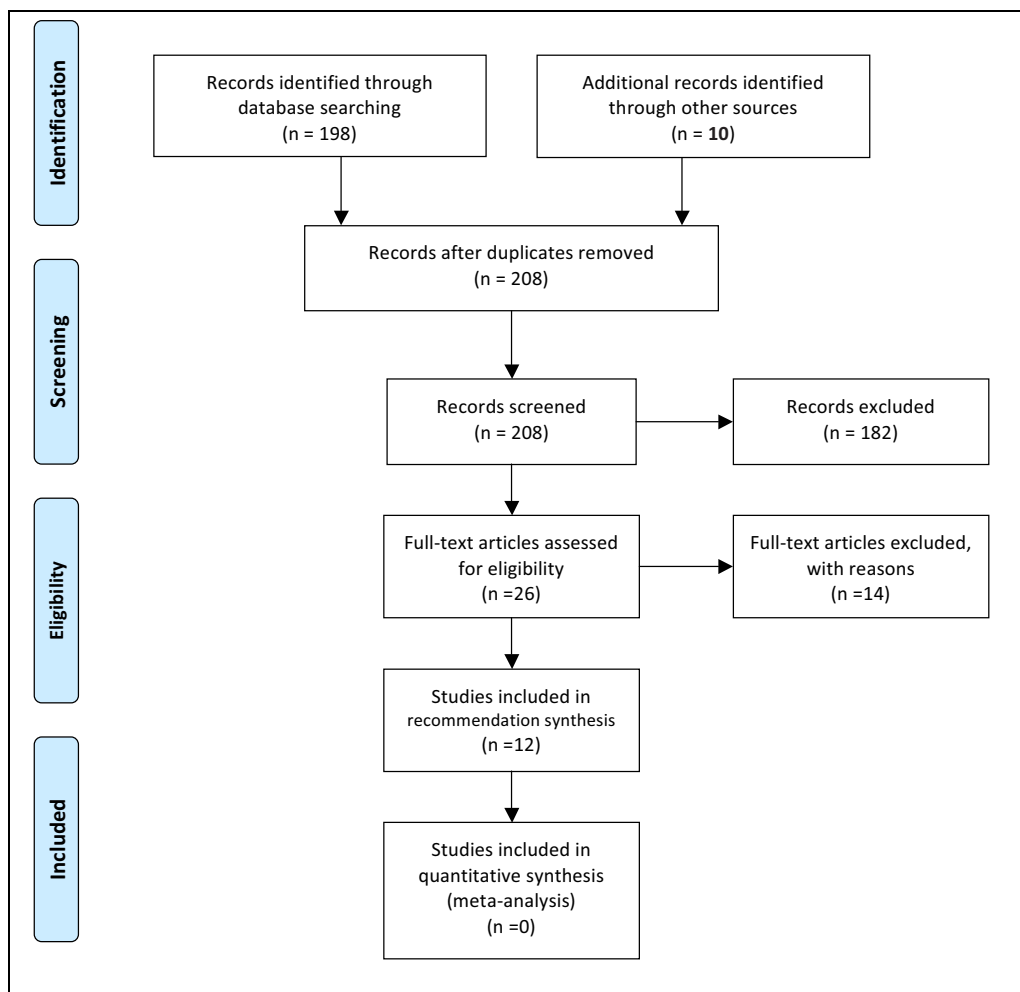 Identification
Records identified through
database searching
(n = 198)
Additional records identified
through other sources
(n = 10)
Records after duplicates removed
(n = 208)
Screening
Records screened
(n = 208)
Records excluded
(n = 182)
Eligibility
Full-text articles assessed
for eligibility
(n =26)
Full-text articles excluded,
with reasons
(n =14)
Studies included in
recommendation synthesis
(n =12)
Included
Studies included in
quantitative synthesis
(meta-analysis)
(n =0)